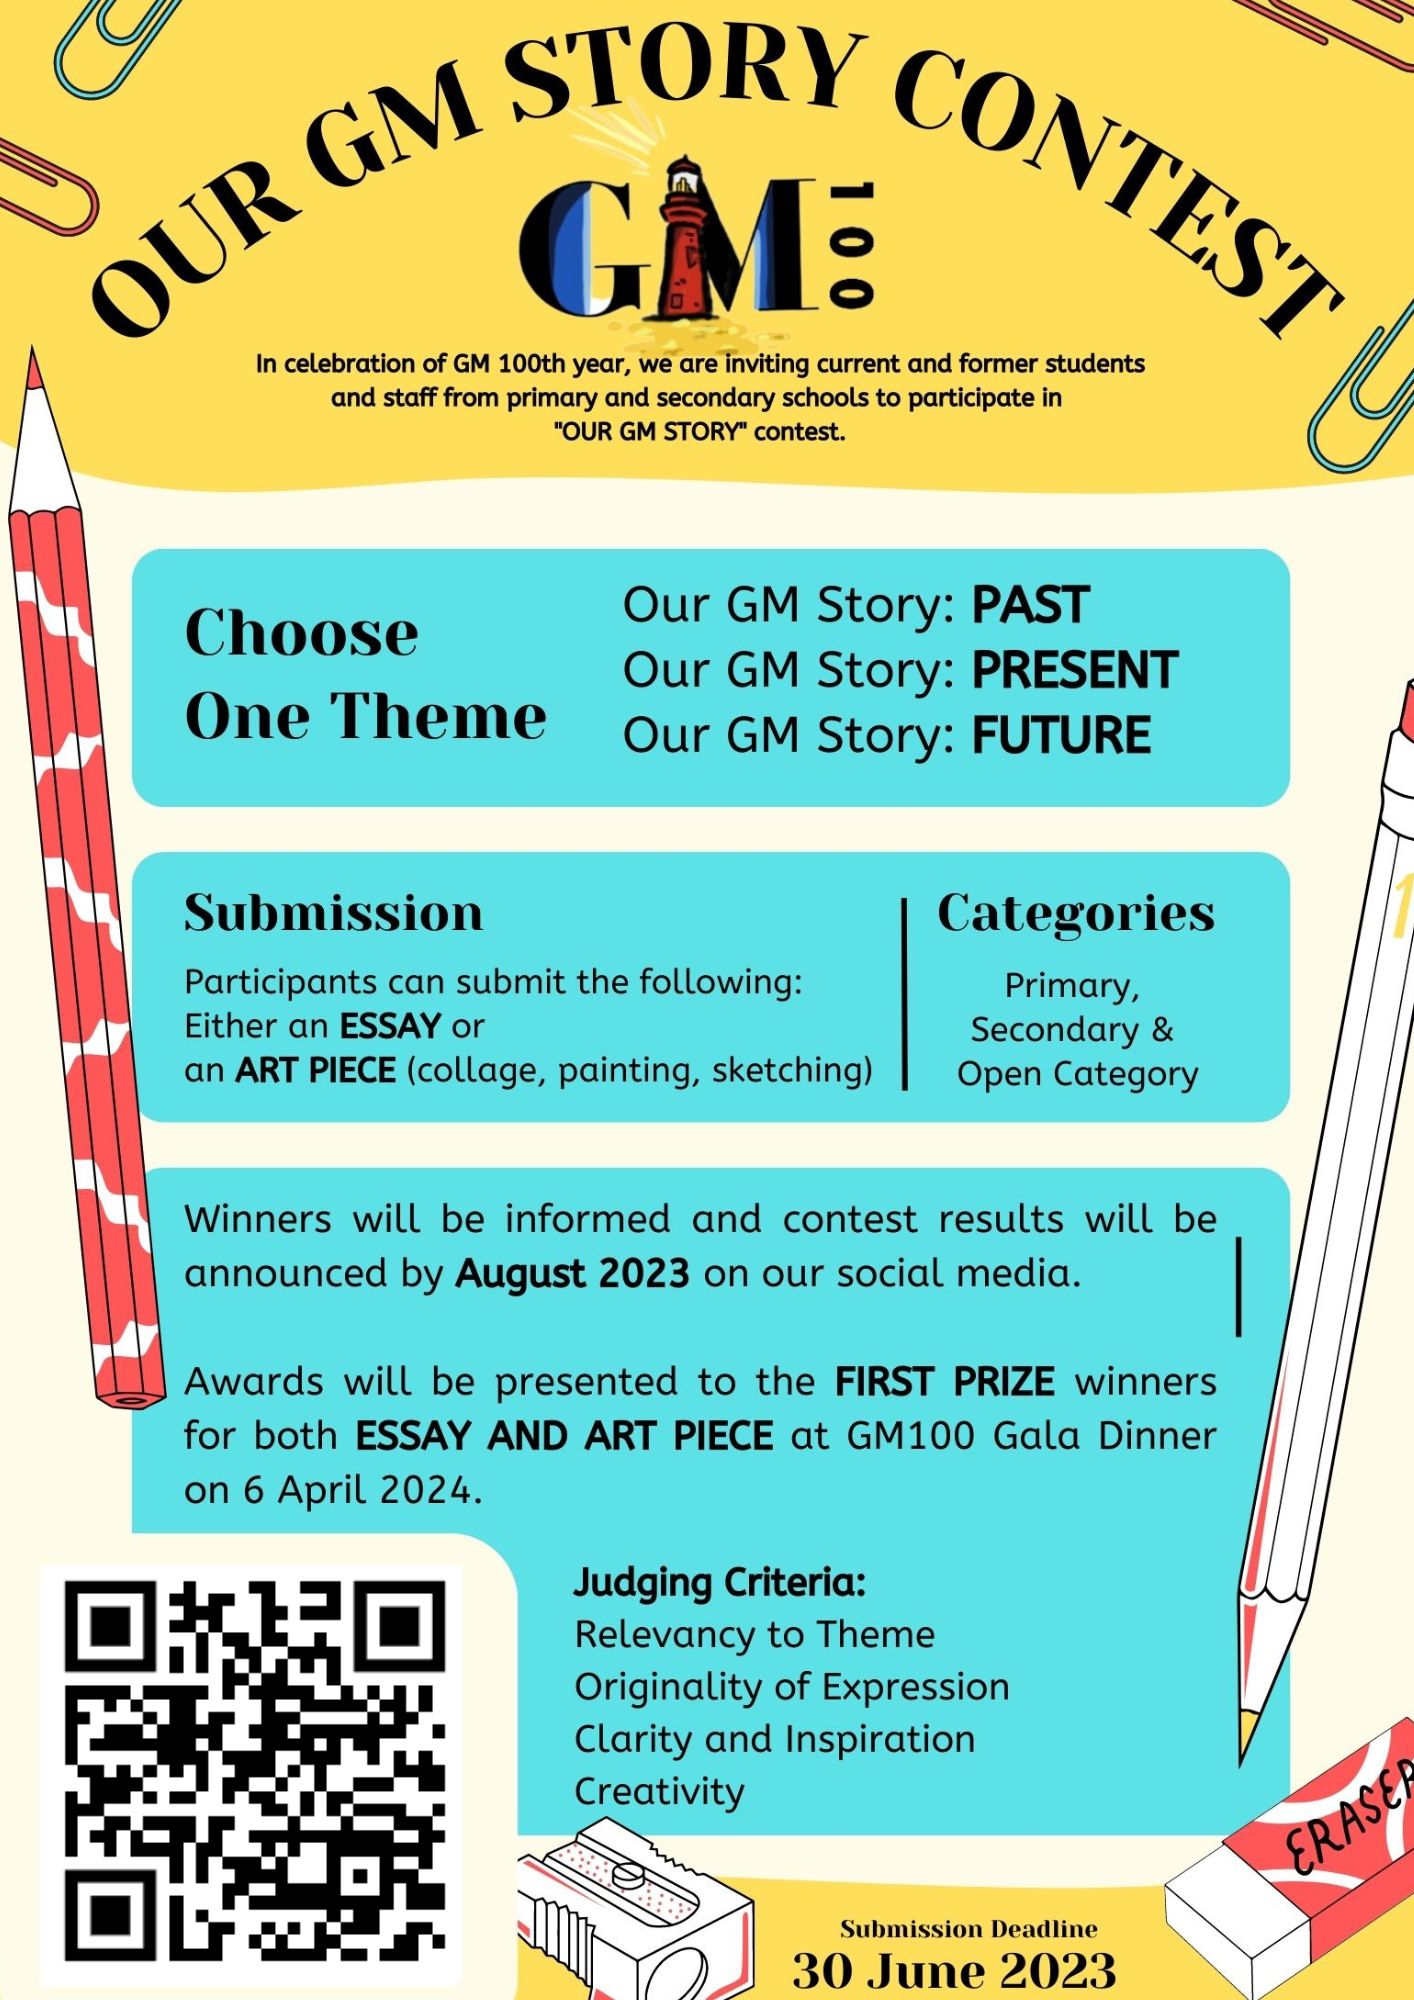 OUR GM STORY CONTEST
GM 100
In celebration of GM 100th year, we are inviting current and former students
and staff from primary and secondary schools to participate in
"OUR GM STORY" contest.
Choose
One Theme
Our GM Story: PAST
Our GM Story: PRESENT
Our GM Story: FUTURE
Submission
Participants can submit the following:
Either an ESSAY or
an ART PIECE (collage, painting, sketching)
Categories
Primary,
Secondary &
Open Category
Winners will be informed and contest results will be
announced by August 2023 on our social media.
Awards will be presented to the FIRST PRIZE winners
for both ESSAY AND ART PIECE at GM100 Gala Dinner
on 6 April 2024.
Judging Criteria:
Relevancy to Theme
Originality of Expression
Clarity and Inspiration
Creativity
ERASER
Submission Deadline
30 June 2023